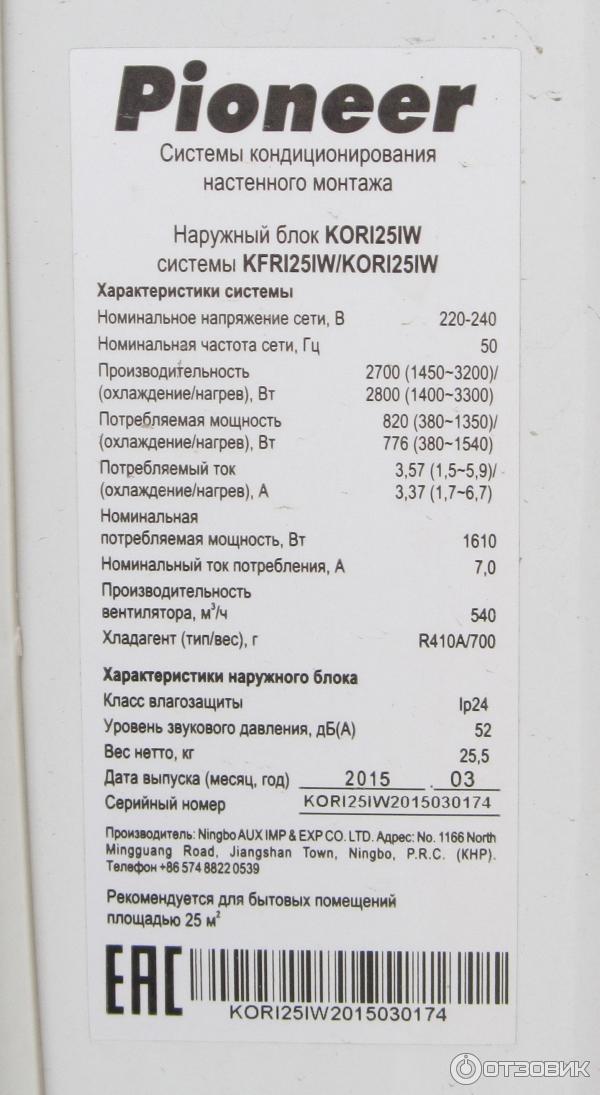 Pioneer
Системы кондиционирования
настенного монтажа
Наружный блок KORI25IW
системы KFRI25IW/KORI25IW
Характеристики системы
Номинальное напряжение сети, В 220-240
Номинальная частота сети, Гц 50
Производительность 2700 (1450~3200)/
(охлаждение/нагрев), Вт 2800 (1400~3300)
Потребляемая мощность 820 (380~1350)/
(охлаждение/нагрев), Вт 776 (380~1540)
Потребляемый ток 3,57 (1,5~5,9)/
(охлаждение/нагрев), А 3,37 (1,7~6,7)
Номинальная
потребляемая мощность, Вт 1610
Номинальный ток потребления, А 7,0
Производительность
вентилятора, м³/ч 540
Хладагент (тип/вес), г R410A/700
Характеристики наружного блока
Класс влагозащиты Ip24
Уровень звукового давления, дБ(А) 52
Вес нетто, кг 25,5
Дата выпуска (месяц, год) 2015 . 03
Серийный номер KORI25IW2015030174
Производитель: Ningbo AUX IMP & EXP CO. LTD. Адрес: No. 1166 North
Mingguang Road, Jiangshan Town, Ningbo, P.R.C. (КНР).
Телефон +86 574 8822 0539
Рекомендуется для бытовых помещений
площадью 25 м²
EAC
KORI25IW2015030174
ОТЗОВИК